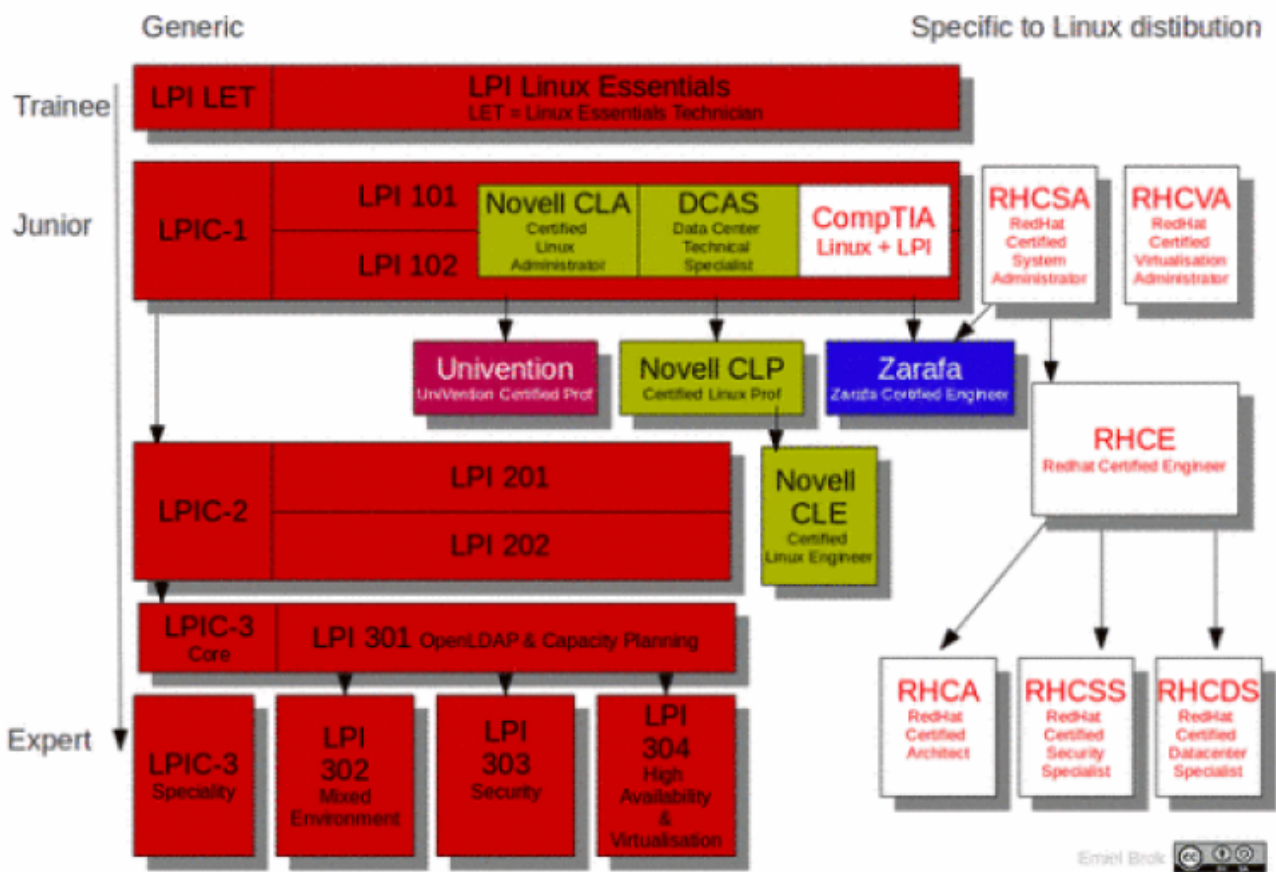 Generic
Specific to Linux distibution
Trainee
LPI LET
LPI Linux Essentials
LET = Linux Essentials Technician
Junior
LPIC-1
LPI 101
LPI 102
Novell CLA
Certified
Linux
Administrator
DCAS
Data Center
Technical
Specialist
CompTIA
Linux + LPI
RHCSA
RedHat
Certified
System
Administrator
RHCVA
RedHat
Certified
Virtualisation
Administrator
Univention
UniVention Certified Prof
Novell CLP
Certified Linux Prof
Zarafa
Zarafa Certified Engineer
RHCE
Redhat Certified Engineer
LPIC-2
LPI 201
LPI 202
Novell
CLE
Certified
Linux Engineer
LPIC-3
Core
LPI 301 OpenLDAP & Capacity Planning
Expert
LPIC-3
Speciality
LPI
302
Mixed
Environment
LPI
303
Security
LPI
304
High
Availability
&
Virtualisation
RHCA
RedHat
Certified
Architect
RHCSS
RedHat
Certified
Security
Specialist
RHCDS
RedHat
Certified
Datacenter
Specialist
Emiel Brok
cc